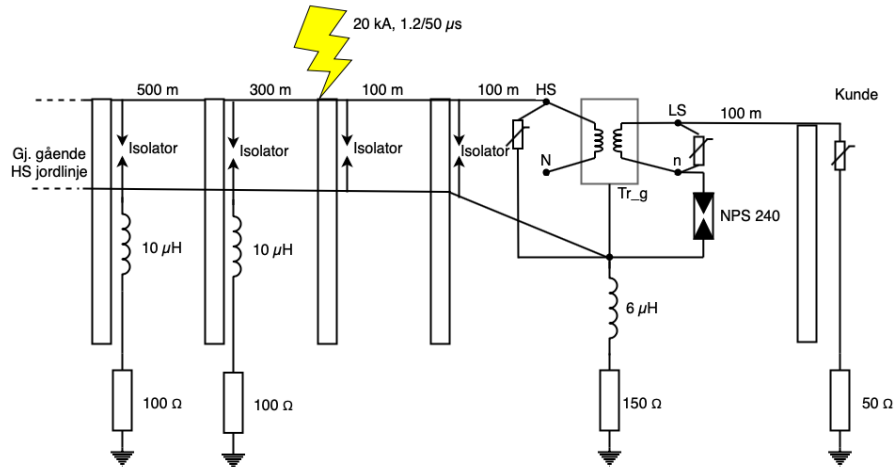 20 kA, 1.2/50 µs
500 m
300 m
100 m
100 m
HS
LS
100 m
Kunde
Isolator
Isolator
Isolator
Isolator
Gj. gående
HS jordlinje
N
n
Tr_g
NPS 240
10 µH
10 µH
6 µH
100 Ω
100 Ω
150 Ω
50 Ω